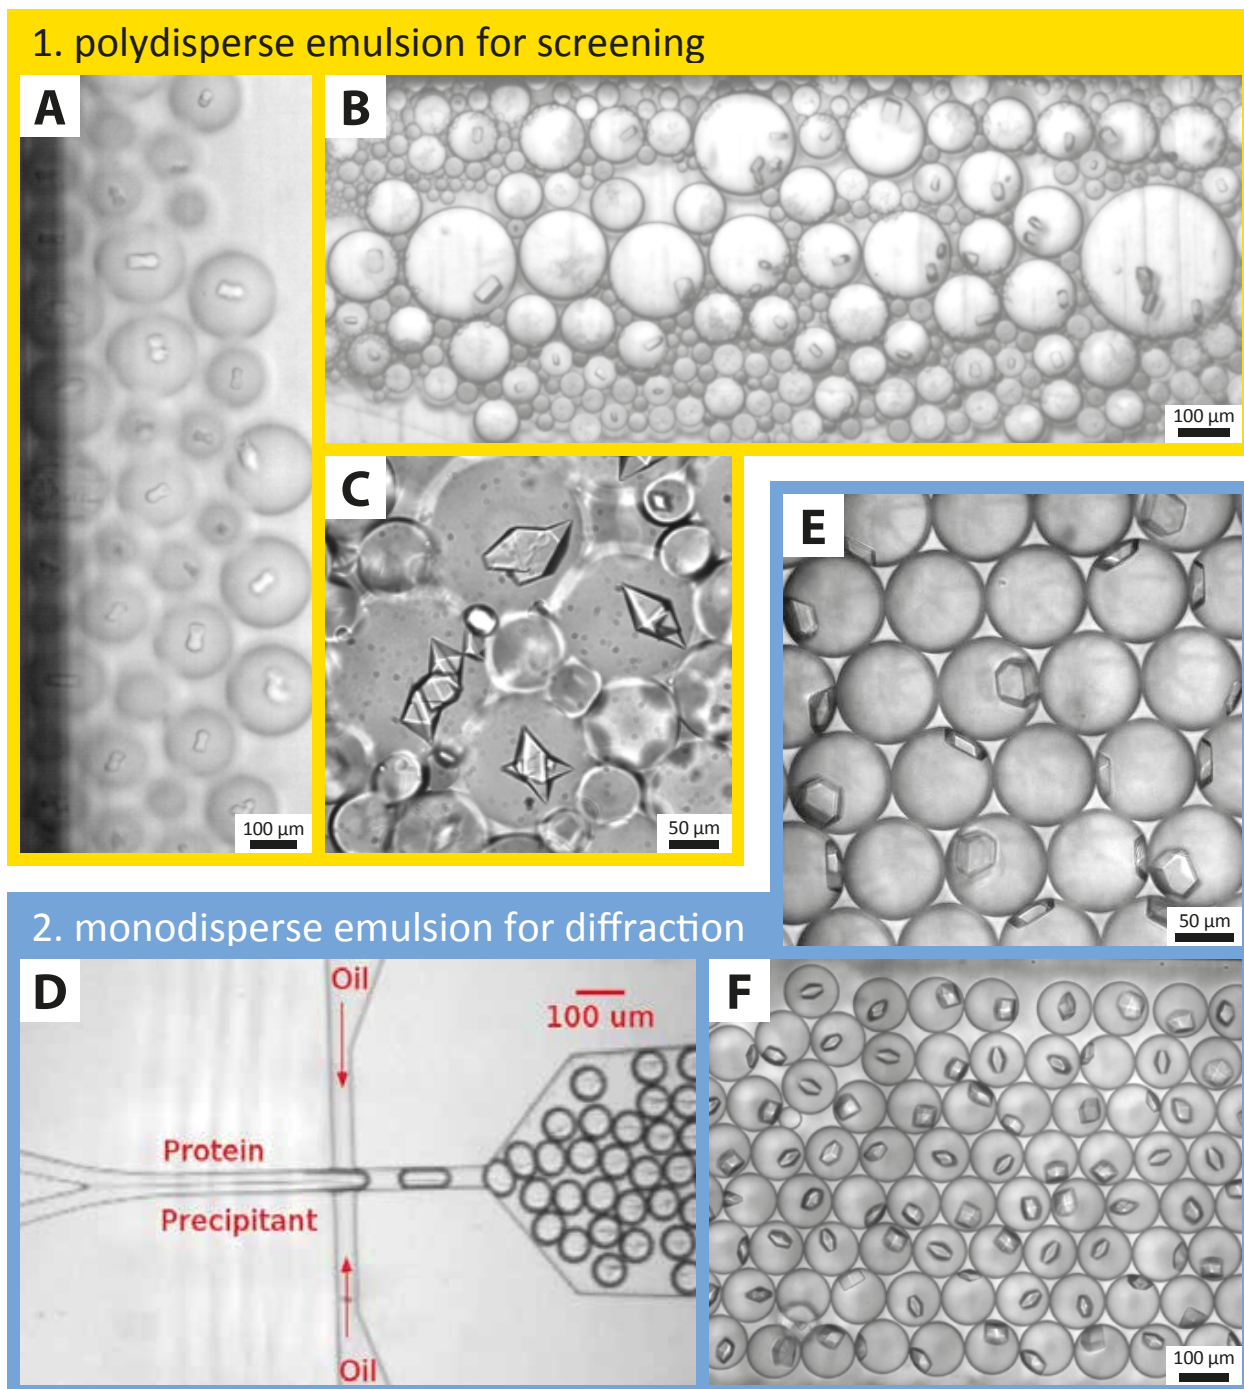 1. polydisperse emulsion for screening
A
B
100 µm
C
100 µm
50 µm
E
50 µm
2. monodisperse emulsion for diffraction
D
Oil
100 um
Protein
Precipitant
Oil
F
100 µm